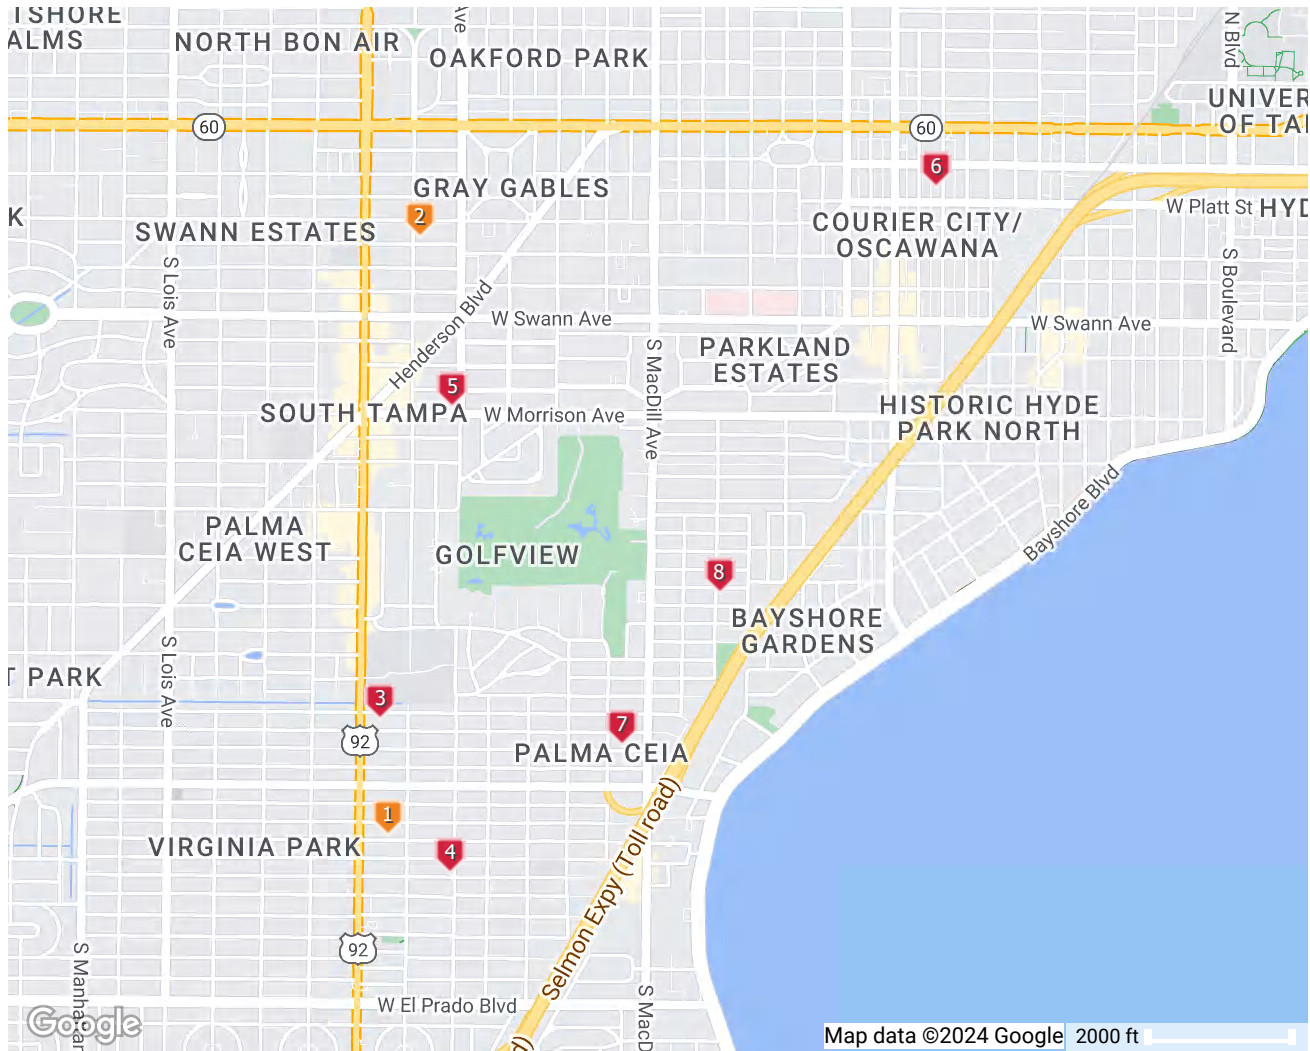 TSHORE
ALMS
NORTH BON AIR
Ave
OAKFORD PARK
N Blvd
UNIVER
OF TAI
60
60
6
GRAY GABLES
2
K
SWANN ESTATES
COURIER CITY/
OSCAWANA
W Platt St
HYD
S Lois Ave
Henderson Blvd
W Swann Ave
W Swann Ave
S Boulevard
S MacDill Ave
PARKLAND
ESTATES
5
SOUTH TAMPA
W Morrison Ave
HISTORIC HYDE
PARK NORTH
Bayshore Blvd
PALMA
CEIA WEST
GOLFVIEW
8
BAYSHORE
GARDENS
S Lois Ave
T PARK
3
7
92
PALMA CEIA
1
VIRGINIA PARK
4
Selmon Expy (Toll road)
92
S Manha
W El Prado Blvd
S MacD
d)
Google
Map data ©2024 Google
2000 ft